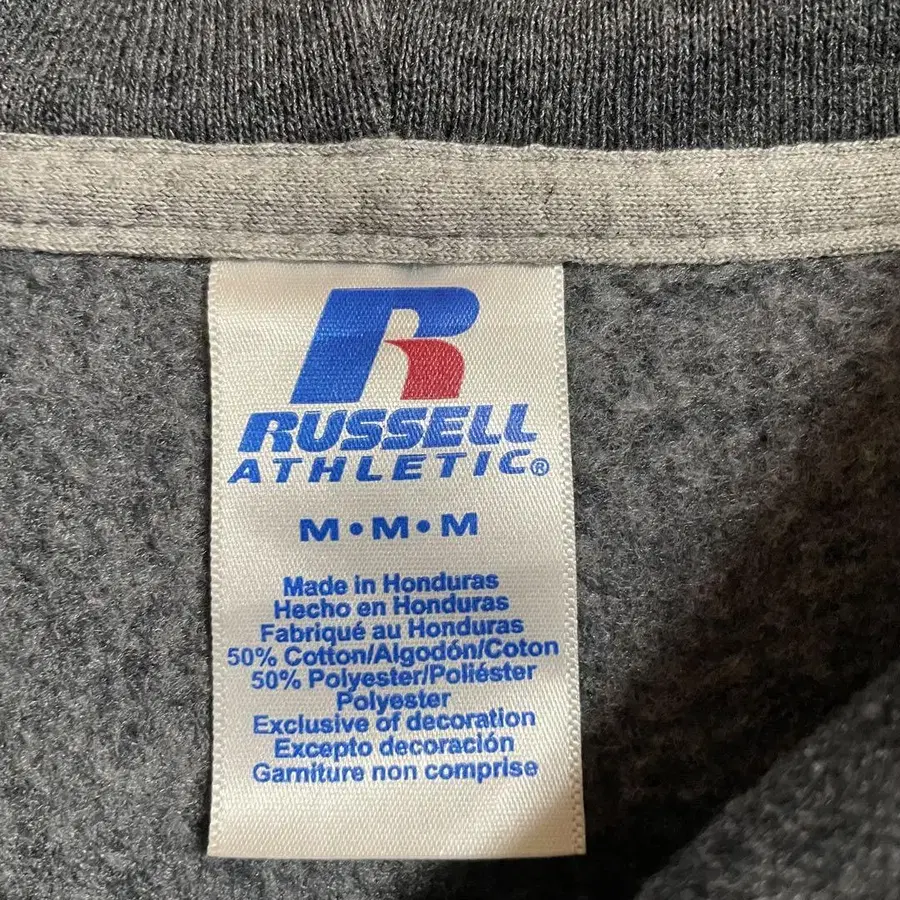 R
RUSSELL
ATHLETIC®
M•M•M
Made in Honduras
Hecho en Honduras
Fabriqué au Honduras
50% Cotton/Algodón/Coton
50% Polyester/Poliéster
Polyester
Exclusive of decoration
Excepto decoración
Garniture non comprise